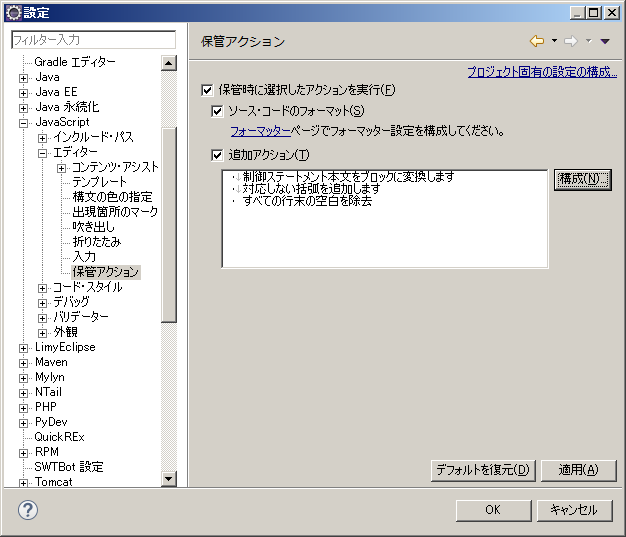 設定
フィルター入力
Gradle エディター
Java
Java EE
Java 永続化
JavaScript
インクルード・パス
エディター
コンテンツ・アシスト
テンプレート
構文の色の指定
出現箇所のマーク
吹き出し
折りたたみ
入力
保管アクション
コード・スタイル
デバッグ
バリデーター
外観
LimyEclipse
Maven
Mylyn
NTail
PHP
PyDev
QuickREx
RPM
SWTBot 設定
Tomcat
保管アクション
プロジェクト固有の設定の構成...
保管時に選択したアクションを実行(F)
ソース・コードのフォーマット(S)
フォーマッターページでフォーマッター設定を構成してください。
追加アクション(T)
制御ステートメント本文をブロックに変換します
対応しない括弧を追加します
すべての行末の空白を除去
構成(N)...
デフォルトを復元(D)
適用(A)
OK
キャンセル